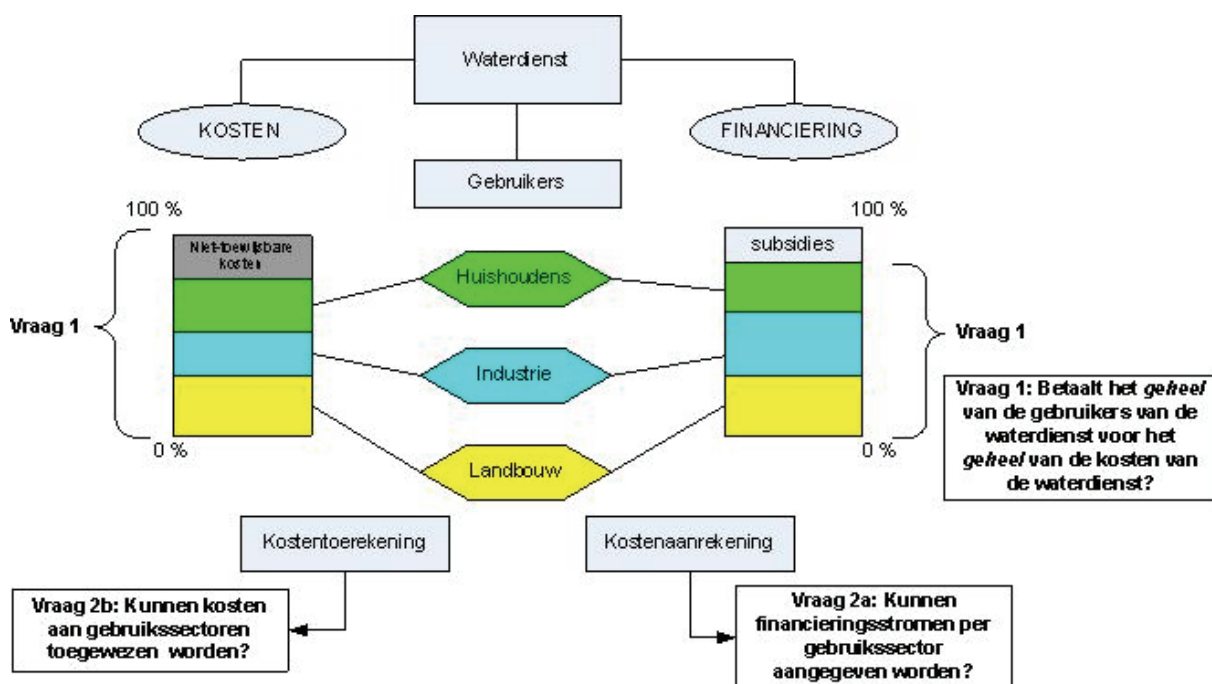 Waterdienst
KOSTEN
FINANCIERING
Gebruikers
100 %
100 %
Niet-toewijsbare
kosten
subsidies
Huishoudens
Vraag 1
Vraag 1
Industrie
Vraag 1: Betaalt het geheel
van de gebruikers van de
waterdienst voor het
geheel van de kosten van
de waterdienst?
0 %
0 %
Landbouw
Kostentoerekening
Kostenaanrekening
Vraag 2b: Kunnen kosten
aan gebruikssectoren
toegewezen worden?
Vraag 2a: Kunnen
financieringsstromen per
gebruikssector
aangegeven worden?